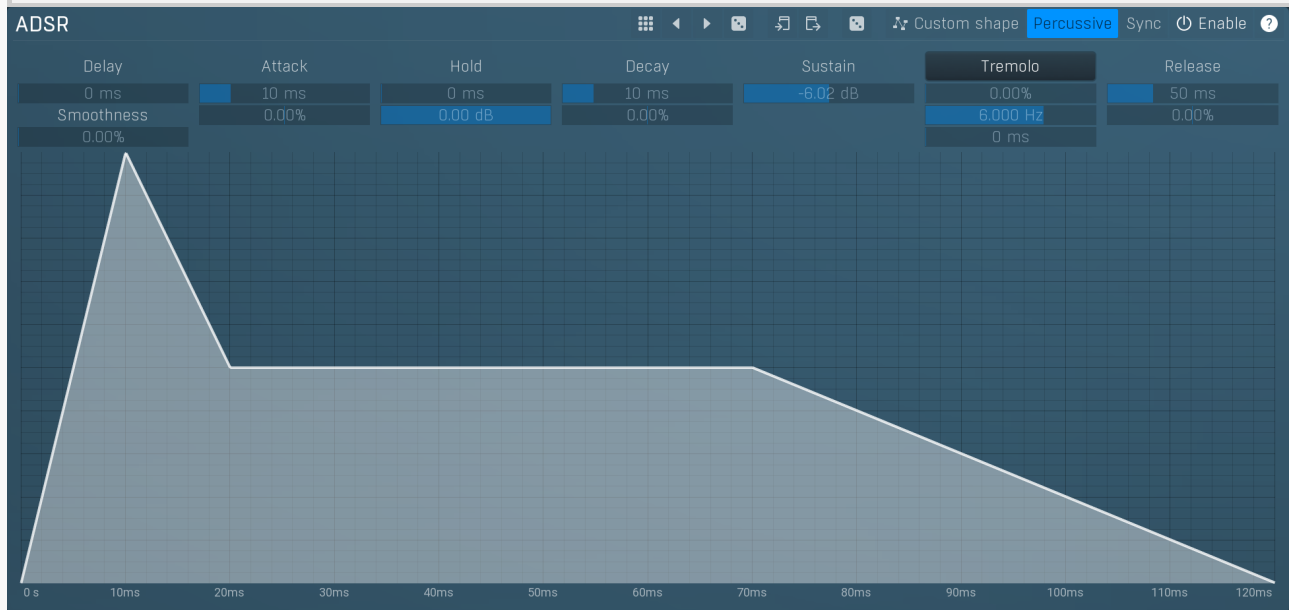 ADSR Custom shape Percussive Sync Enable ?
Delay Attack Hold Decay Sustain Tremolo Release
0 ms 10 ms 0 ms 10 ms -6.02 dB 0.00% 50 ms
Smoothness 0.00% 0.00 dB 0.00% 6.000 Hz 0.00%
0.00% 0 ms
0 s 10ms 20ms 30ms 40ms 50ms 60ms 70ms 80ms 90ms 100ms 110ms 120ms